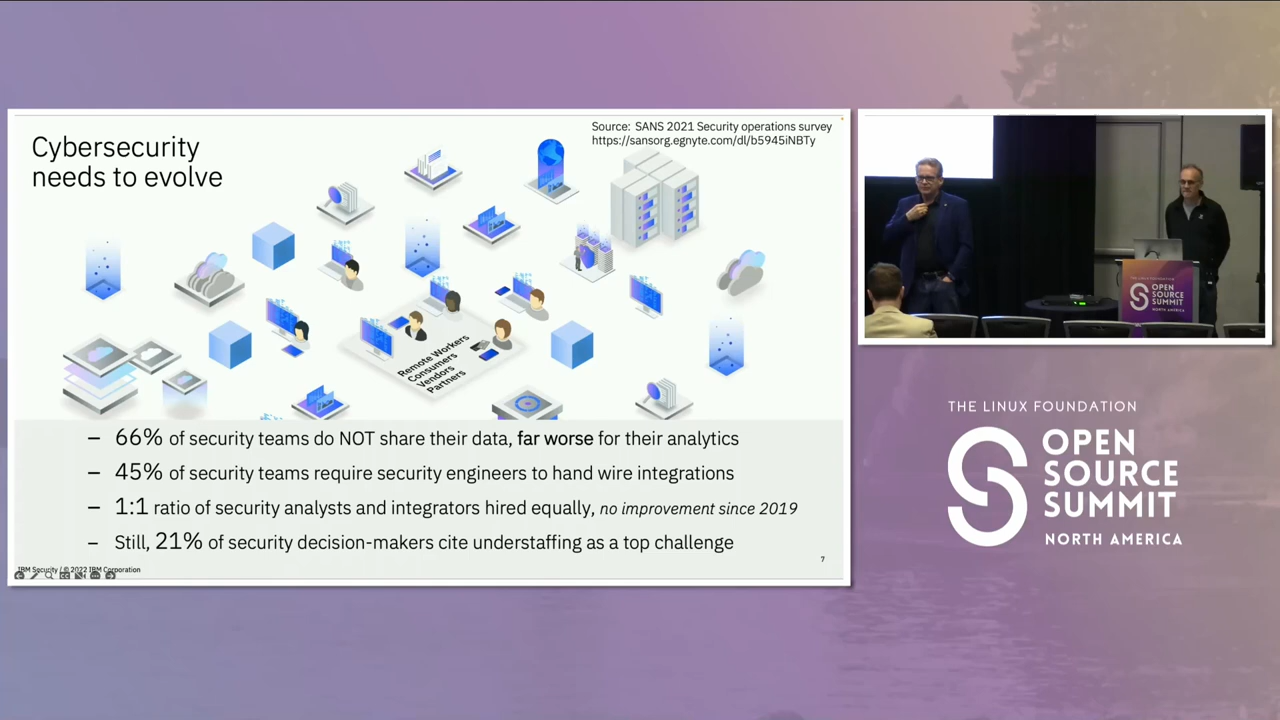 Cybersecurity
needs to evolve
Source: SANS 2021 Security operations survey
https://sansorg.egnyte.com/dl/b5945iNBTy
Remote Workers
Consumers
Vendors
Partners
– 66% of security teams do NOT share their data, far worse for their analytics
– 45% of security teams require security engineers to hand wire integrations
– 1:1 ratio of security analysts and integrators hired equally, no improvement since 2019
– Still, 21% of security decision-makers cite understaffing as a top challenge
IBM Security / © 2022 IBM Corporation
7
THE LINUX FOUNDATION
OPEN
SOURCE
SUMMIT
NORTH AMERICA
THE LINUX FOUNDATION
OPEN
SOURCE
SUMMIT
NORTH AMERICA